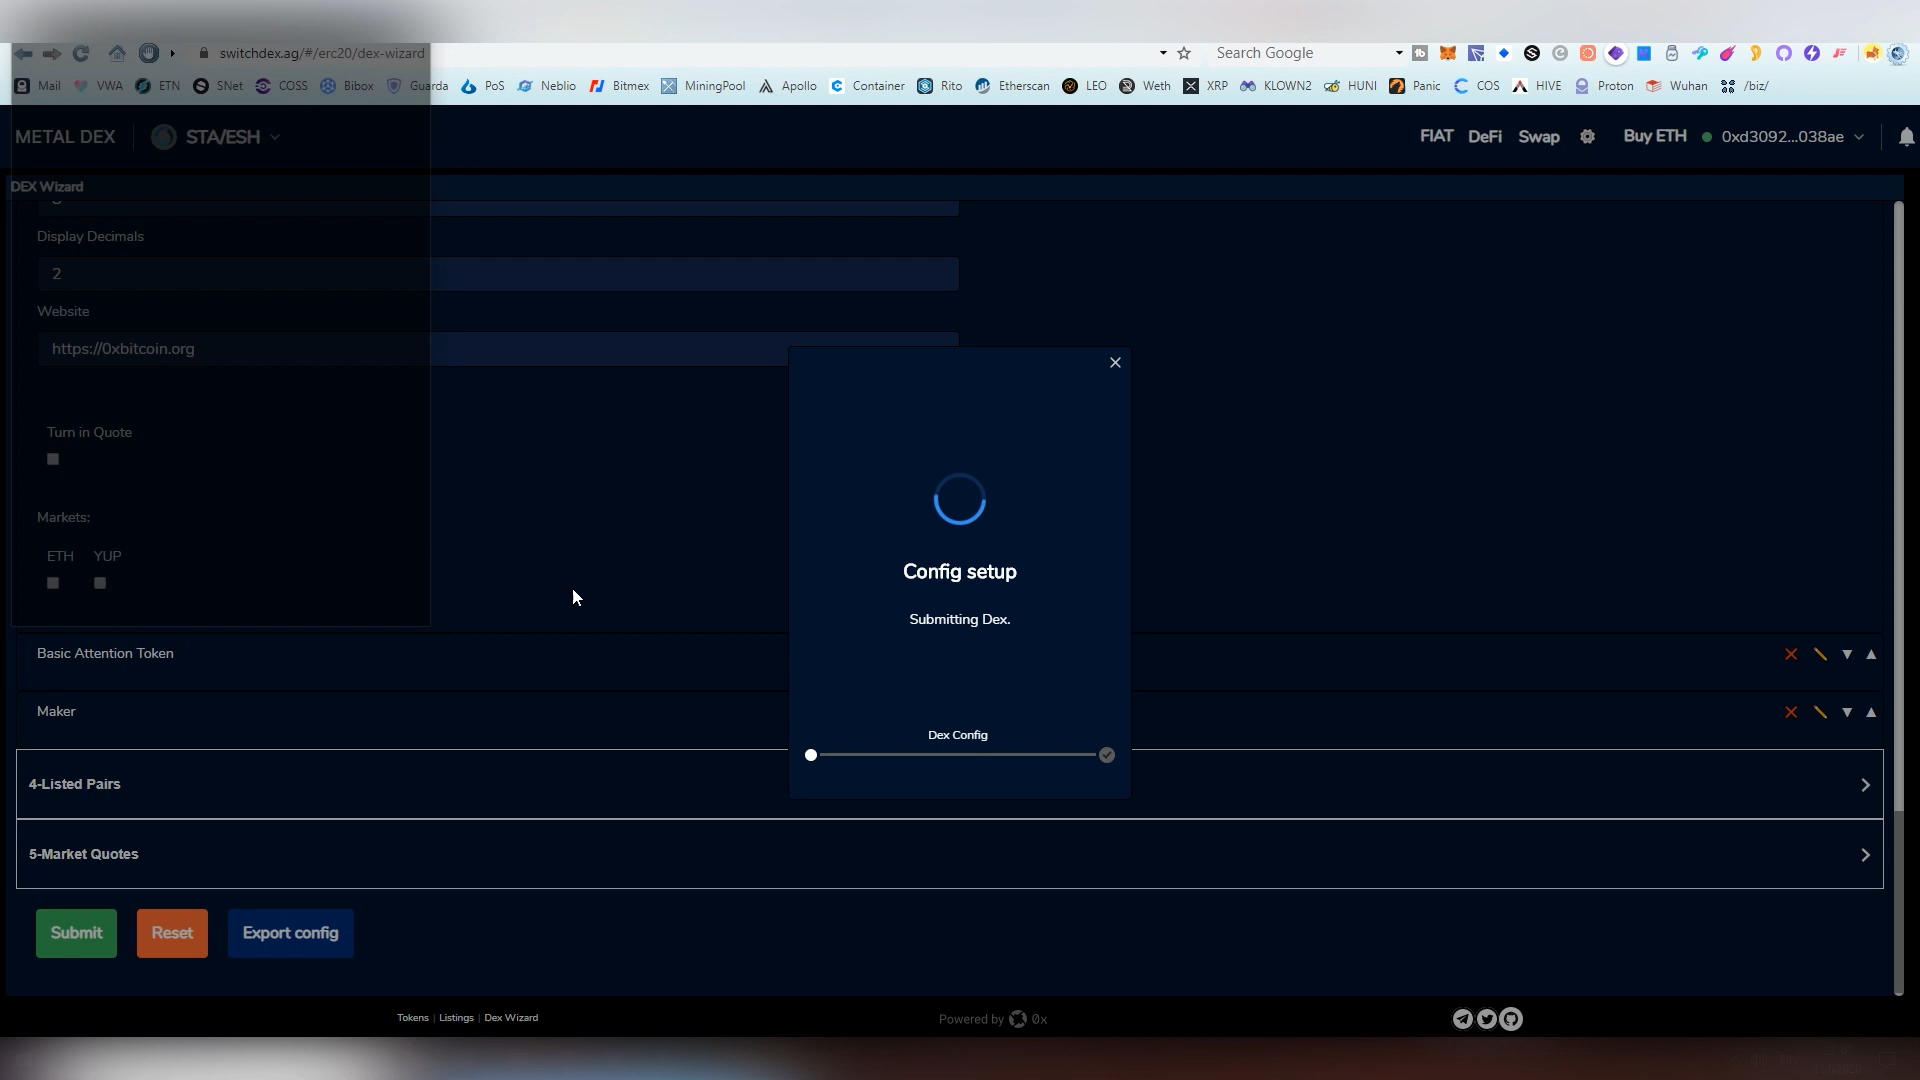 switchdex.ag/#/erc20/dex-wizard
Search Google
Mail VWA ETN SNet COSS Bibox Guarda PoS Neblio Bitmex MiningPool Apollo Container Rito Etherscan LEO Weth XRP KLOWN2 HUNI Panic COS HIVE Proton Wuhan /biz/
METAL DEX STA/ESH
FIAT DeFi Swap Buy ETH 0xd3092...038ae
DEX Wizard
Display Decimals
2
Website
https://0xbitcoin.org
Turn in Quote
Markets:
ETH YUP
Config setup
Submitting Dex.
Dex Config
Basic Attention Token
Maker
4-Listed Pairs
5-Market Quotes
Submit Reset Export config
Tokens | Listings | Dex Wizard
Powered by 0x